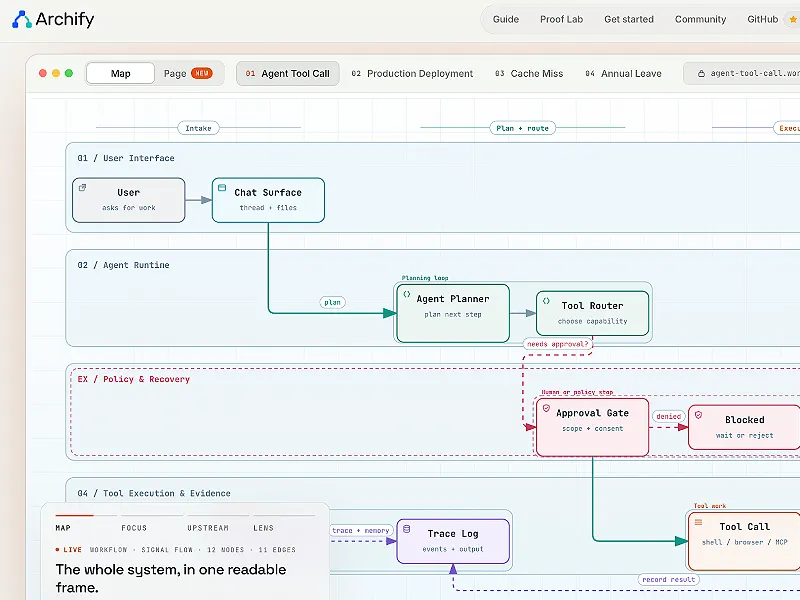 Archify
Guide Proof Lab Get started Community GitHub
Map Page NEW 01 Agent Tool Call 02 Production Deployment 03 Cache Miss 04 Annual Leave
Intake Plan + route
01 / User Interface
User
asks for work
Chat Surface
thread + files
02 / Agent Runtime
Planning loop
Agent Planner
plan next step
Tool Router
choose capability
plan
needs approval?
EX / Policy & Recovery
Human or policy stop
Approval Gate
scope + consent
denied
Blocked
wait or reject
04 / Tool Execution & Evidence
Tool work
trace + memory
Trace Log
events + output
Tool Call
shell / browser / MCP
record result
MAP FOCUS UPSTREAM LENS
LIVE WORKFLOW · SIGNAL FLOW · 12 NODES · 11 EDGES
The whole system, in one readable
frame.